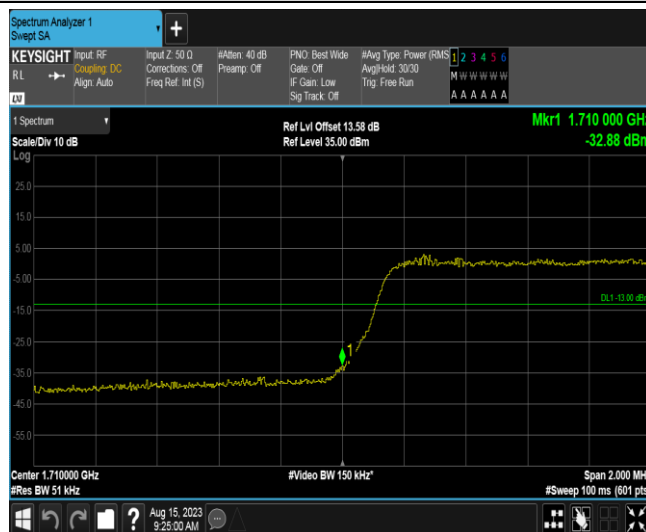 Spectrum Analyzer 1
Swept SA
+
KEYSIGHT
RL
Input: RF
Coupling: DC
Align: Auto
Input Z: 50 Ω
Corrections: Off
Freq Ref: Int (S)
#Atten: 40 dB
Preamp: Off
PNO: Best Wide
Gate: Off
IF Gain: Low
Sig Track: Off
#Avg Type: Power (RMS
Avg|Hold: 30/30
Trig: Free Run
1 2 3 4 5 6
M W W W W W
A A A A A A
LXI
1 Spectrum
Scale/Div 10 dB
Ref Lvl Offset 13.58 dB
Ref Level 35.00 dBm
Mkr1 1.710 000 GHz
-32.88 dBm
Log
25.0
15.0
5.00
-5.00
DL1 -13.00 dBm
-15.0
-25.0
1
-35.0
-45.0
-55.0
Center 1.710000 GHz
#Res BW 51 kHz
#Video BW 150 kHz*
Span 2.000 MH
#Sweep 100 ms (601 pts
?
Aug 15, 2023
9:25:00 AM